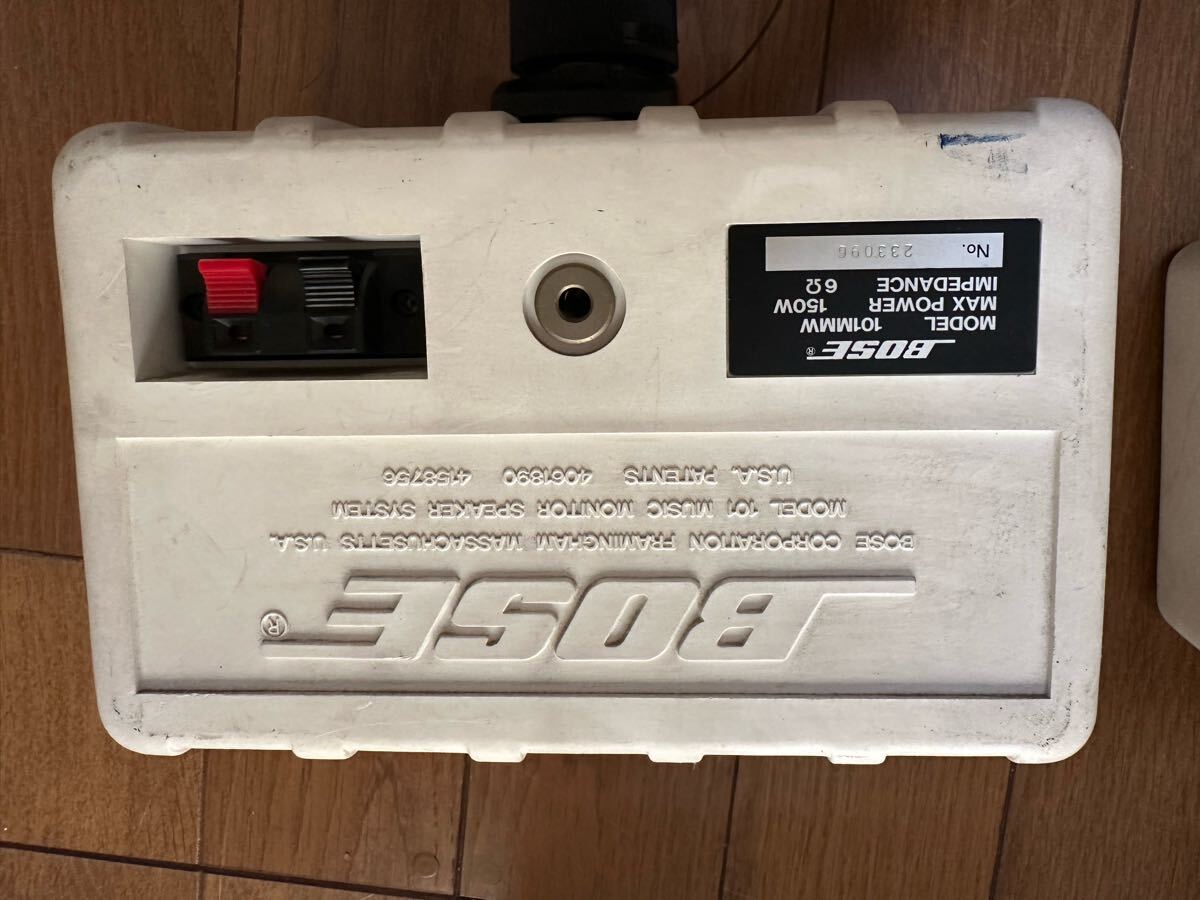 BOSE®
BOSE CORPORATION FRAMINGHAM MASSACHUSETTS U.S.A.
MODEL 101 MUSIC MONITOR SPEAKER SYSTEM
U.S.A. PATENTS 4061890 4158756
BOSE®
MODEL 101MMW
MAX POWER 150W
IMPEDANCE 6Ω
No. 233096